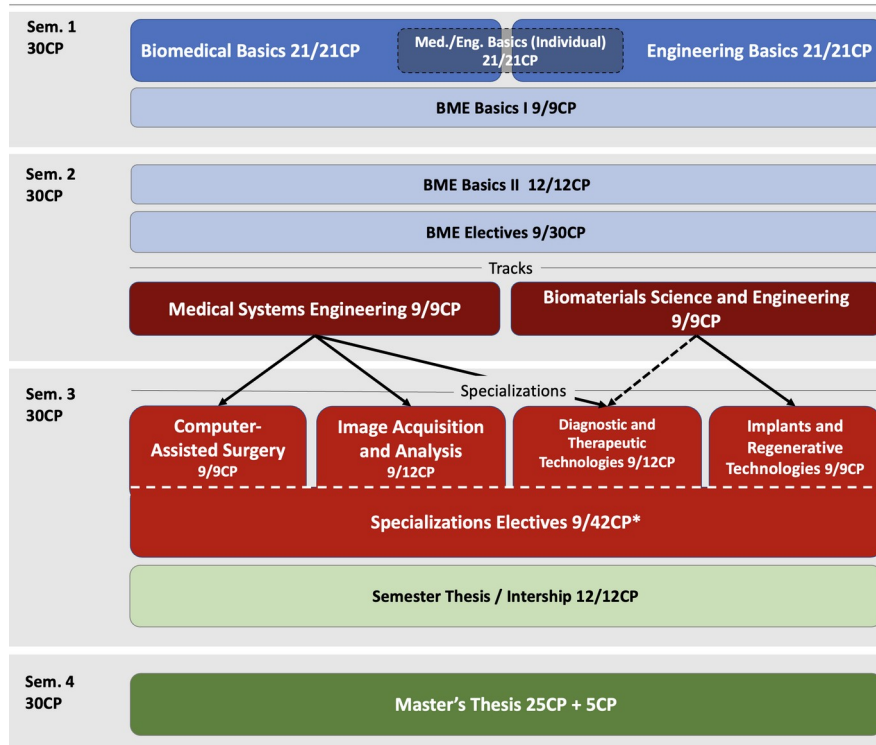 Sem. 1
30CP
Biomedical Basics 21/21CP
Med./Eng. Basics (Individual)
21/21CP
Engineering Basics 21/21CP
BME Basics I 9/9CP
Sem. 2
30CP
BME Basics II 12/12CP
BME Electives 9/30CP
Tracks
Medical Systems Engineering 9/9CP
Biomaterials Science and Engineering
9/9CP
Sem. 3
30CP
Specializations
Computer-
Assisted Surgery
9/9CP
Image Acquisition
and Analysis
9/12CP
Diagnostic and
Therapeutic
Technologies 9/12CP
Implants and
Regenerative
Technologies 9/9CP
Specializations Electives 9/42CP*
Semester Thesis / Intership 12/12CP
Sem. 4
30CP
Master's Thesis 25CP + 5CP